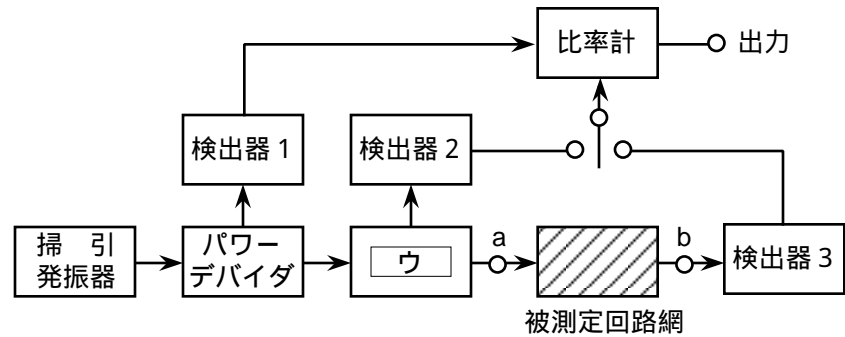 比率計
出力
検出器 1
検出器 2
掃 引
発振器
パワー
デバイダ
ウ
a
b
検出器 3
被測定回路網